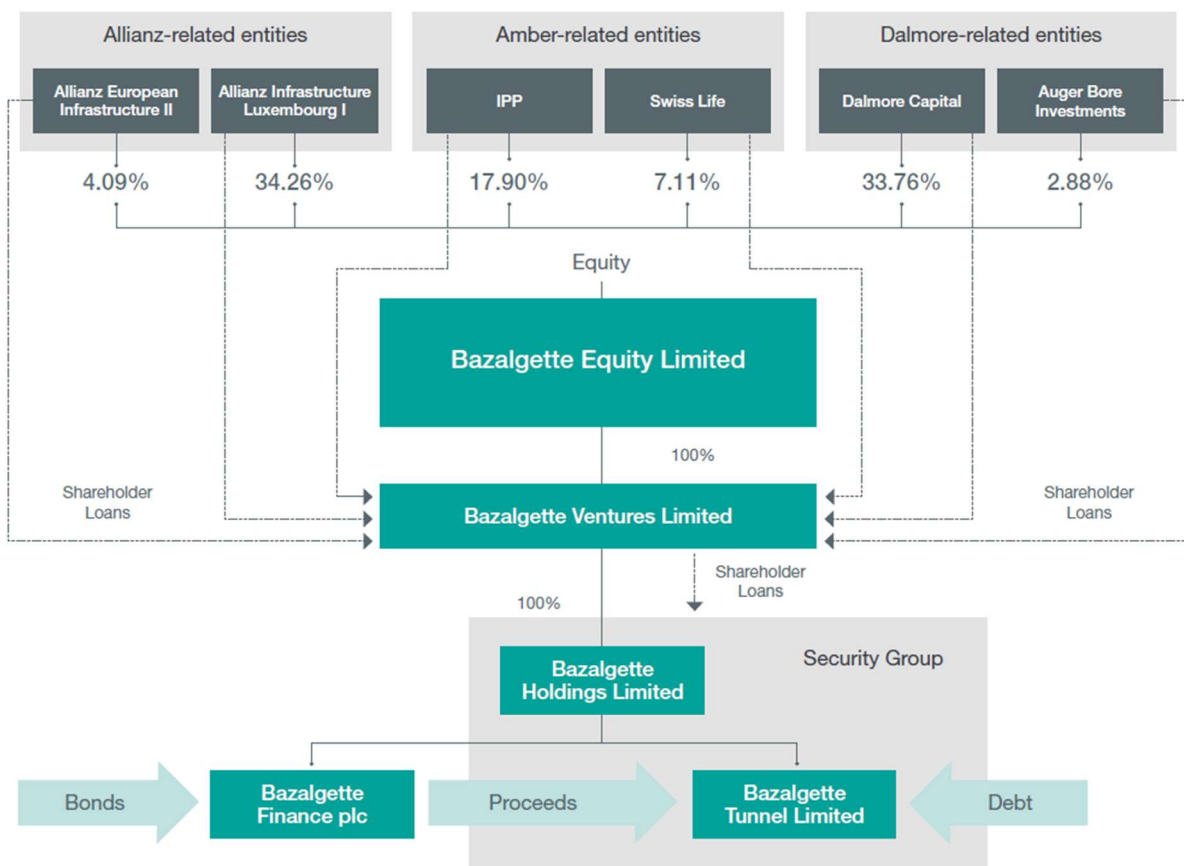 Allianz-related entities
Amber-related entities
Dalmore-related entities
Allianz European
Infrastructure II
Allianz Infrastructure
Luxembourg I
IPP
Swiss Life
Dalmore Capital
Auger Bore
Investments
4.09%
34.26%
17.90%
7.11%
33.76%
2.88%
Equity
Bazalgette Equity Limited
100%
Shareholder
Loans
Bazalgette Ventures Limited
Shareholder
Loans
100%
Shareholder
Loans
Security Group
Bazalgette
Holdings Limited
Bonds
Bazalgette
Finance plc
Proceeds
Bazalgette
Tunnel Limited
Debt